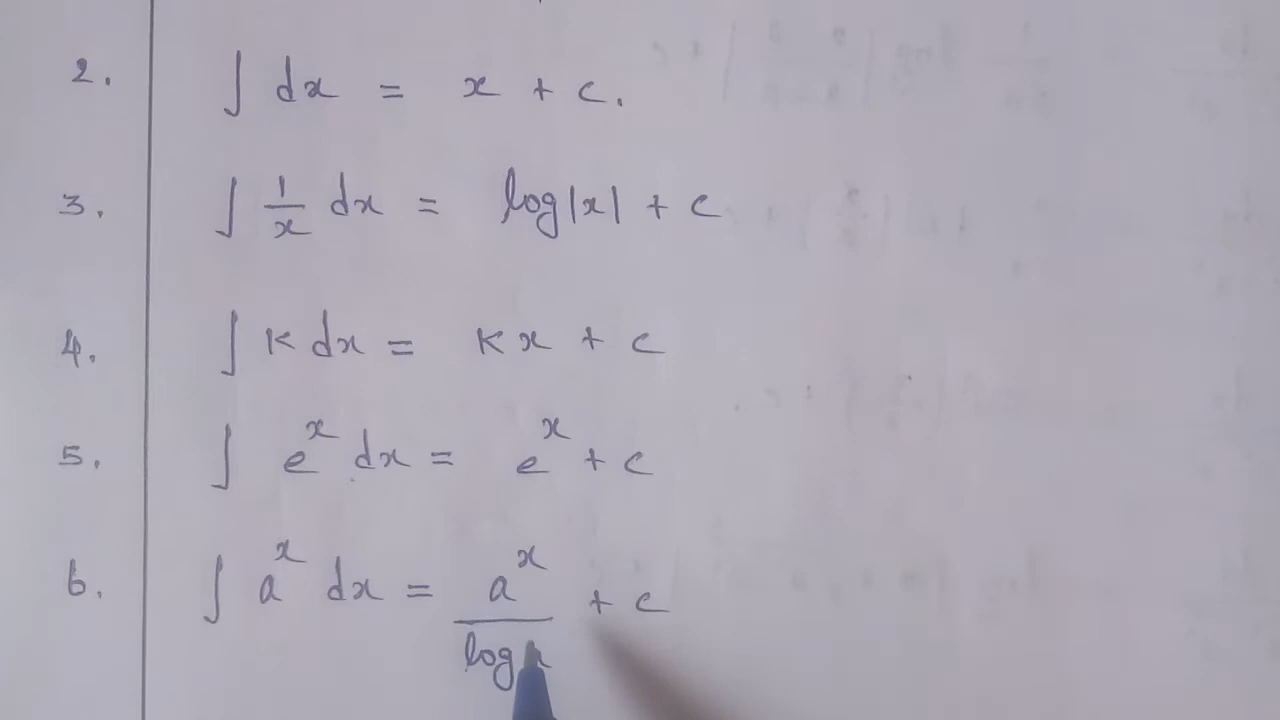 2. ∫ dx = x + c.
3. ∫ 1/x dx = log|x| + c
4. ∫ K dx = Kx + c
5. ∫ e^x dx = e^x + c
6. ∫ a^x dx = a^x/log + c